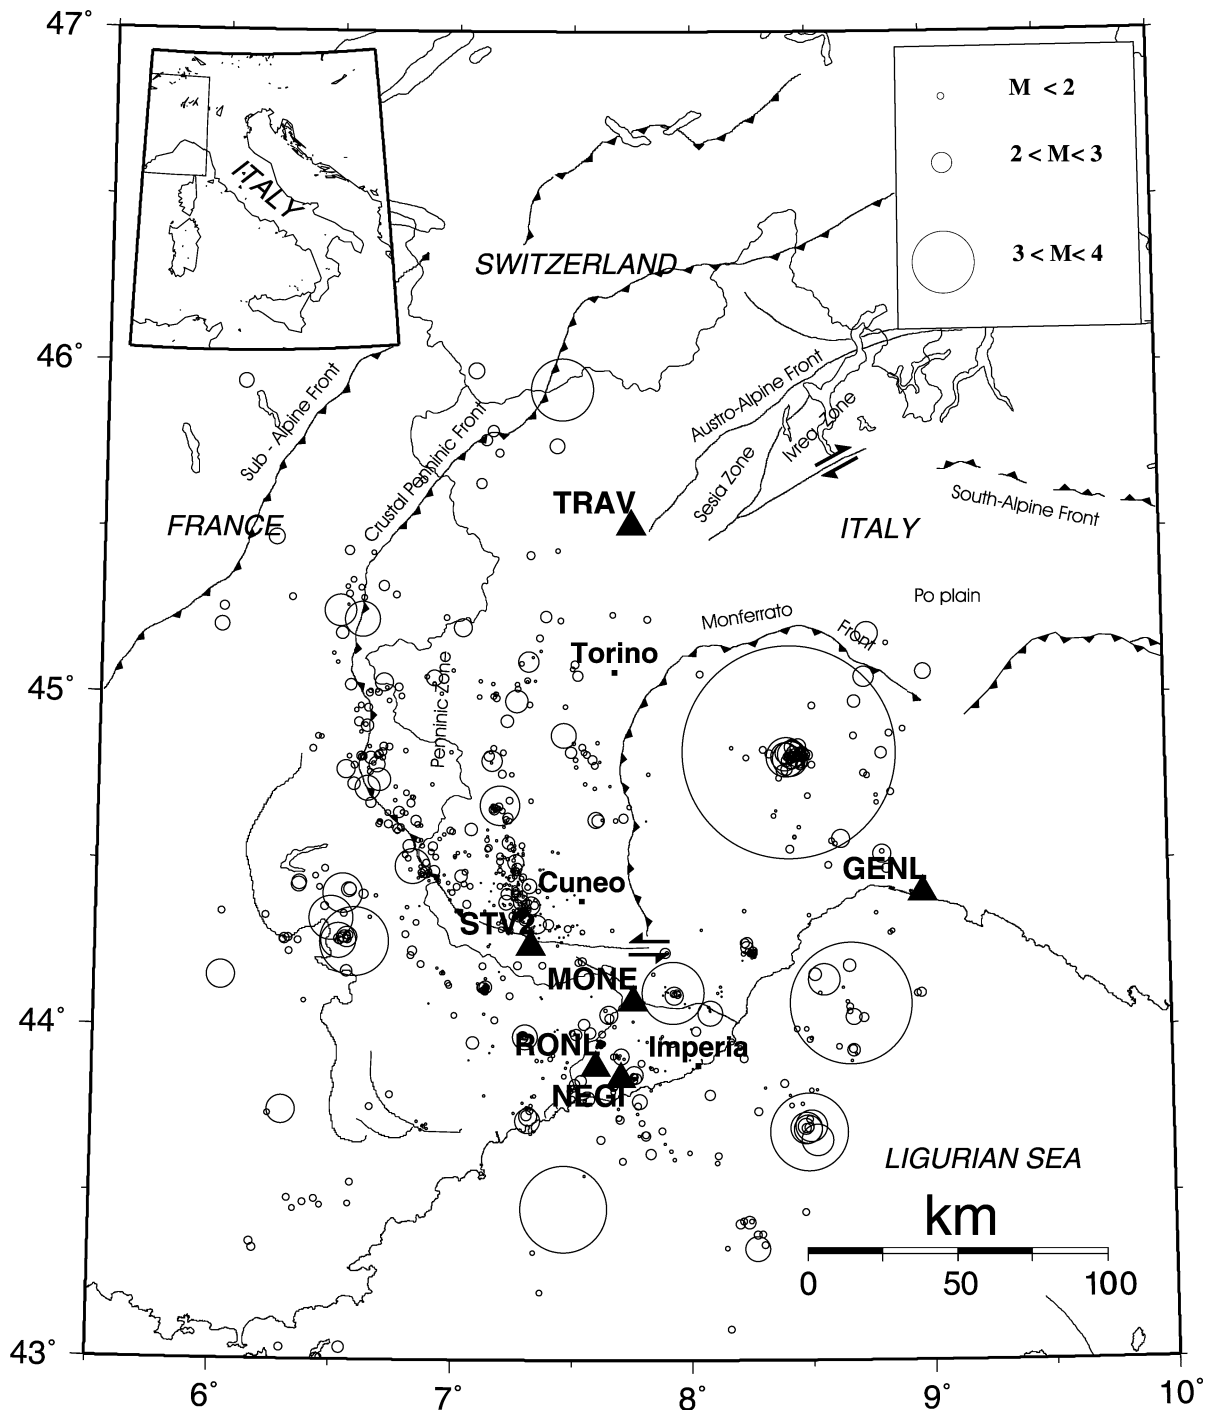 47°
M < 2
2 < M< 3
3 < M< 4
ITALY
SWITZERLAND
46°
Sub - Alpine Front
Crustal Penninic Front
Austro-Alpine Front
Ivrea Zone
Sesia Zone
TRAV
FRANCE
ITALY
South-Alpine Front
Po plain
Monferrato
Front
Torino
45°
Penninic Zone
Cuneo
GENL
STV2
MONE
44°
RONL
Imperia
NEGI
LIGURIAN SEA
km
0 50 100
43°
6° 7° 8° 9° 10°